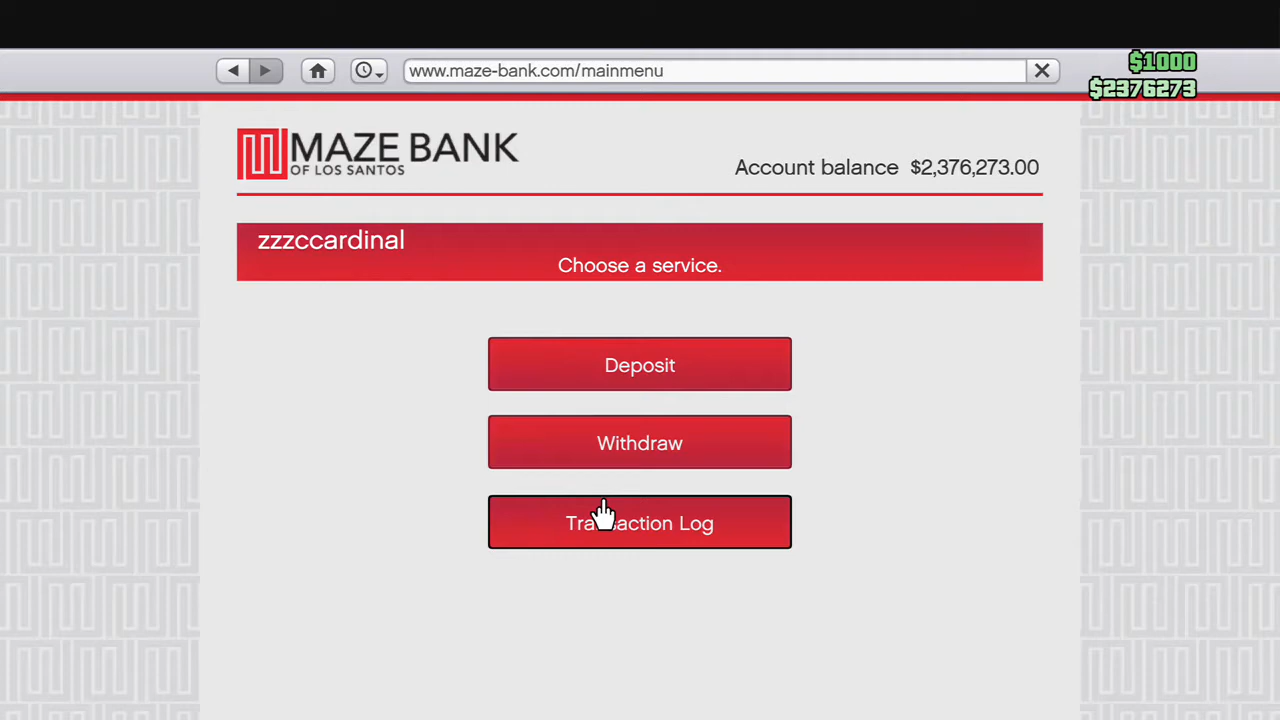 www.maze-bank.com/mainmenu
$1000
$2376273
MAZE BANK
OF LOS SANTOS
Account balance $2,376,273.00
zzzccardinal
Choose a service.
Deposit
Withdraw
Transaction Log